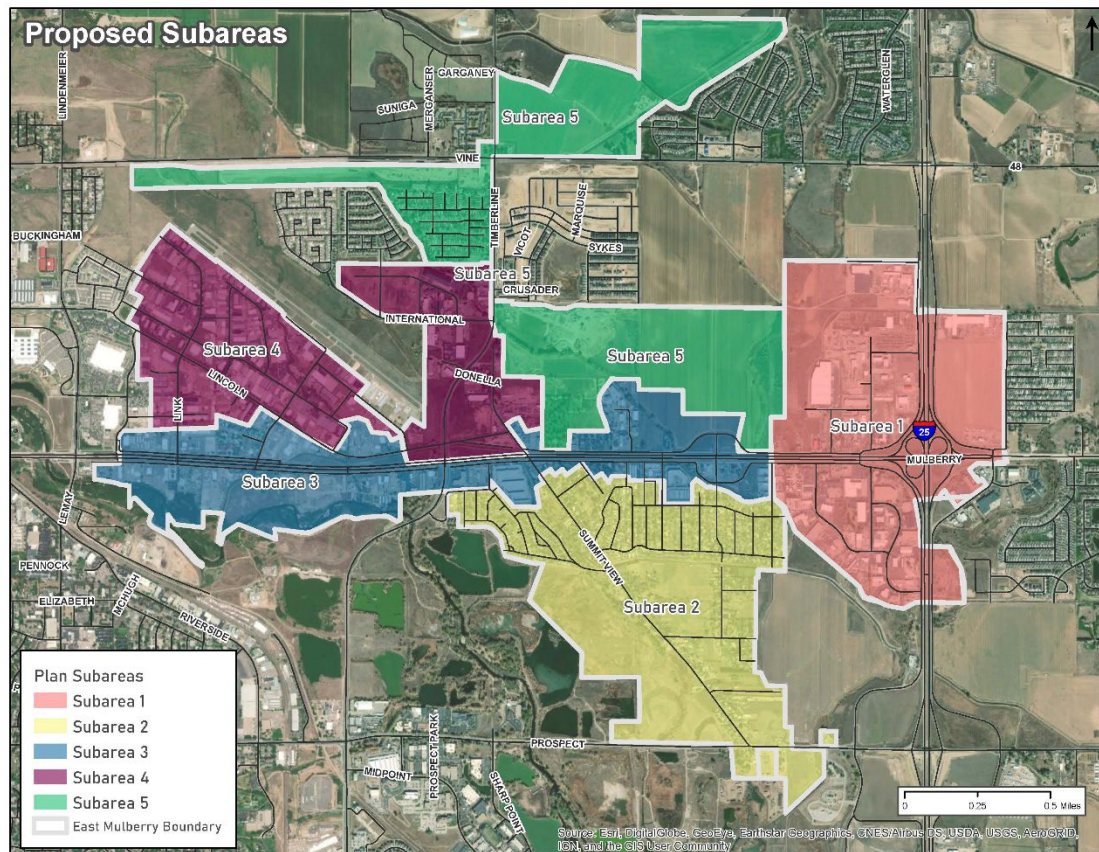 Proposed Subareas
LINDENMEIER
GARGANEY
SUNIGA
MERGANSER
WATERGLEN
Subarea 5
VINE
48
TIMBERLINE
MARQUISE
VICOT
SYKES
BUCKINGHAM
Subarea 5
CRUSADER
INTERNATIONAL
Subarea 4
Subarea 5
DONELLA
LINCOLN
LINK
Subarea 1
25
MULBERRY
Subarea 3
LEMAY
SUMMIT VIEW
PENNOCK
ELIZABETH
MCHUGH
RIVERSIDE
Subarea 2
PROSPECT
MIDPOINT
PROSPECT PARK
SHARP POINT
Plan Subareas
Subarea 1
Subarea 2
Subarea 3
Subarea 4
Subarea 5
East Mulberry Boundary
0 0.25 0.5 Miles
Source: Esri, DigitalGlobe, GeoEye, Earthstar Geographics, CNES/Airbus DS, USDA, USGS, AeroGRID,
IGN, and the GIS User Community